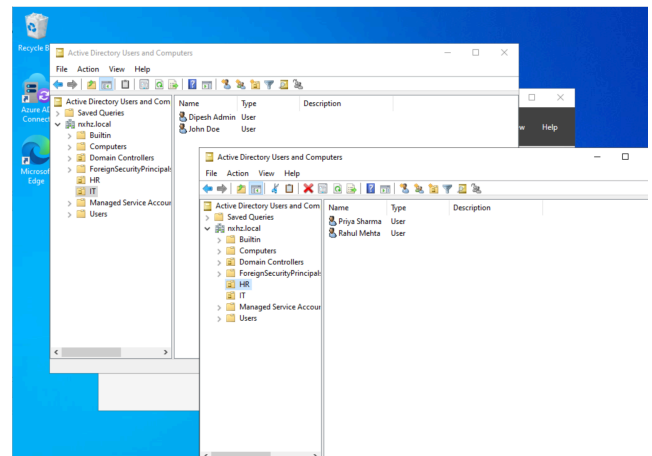 Recycle B
Azure AD
Connect
Microsof
Edge
Active Directory Users and Computers
File Action View Help
Active Directory Users and Com
Saved Queries
nxhz.local
Builtin
Computers
Domain Controllers
ForeignSecurityPrincipals
HR
IT
Managed Service Accour
Users
Name Type Description
Dipesh Admin User
John Doe User
w Help
Active Directory Users and Computers
File Action View Help
Active Directory Users and Com
Saved Queries
nxhz.local
Builtin
Computers
Domain Controllers
ForeignSecurityPrincipals
HR
IT
Managed Service Accour
Users
Name Type Description
Priya Sharma User
Rahul Mehta User